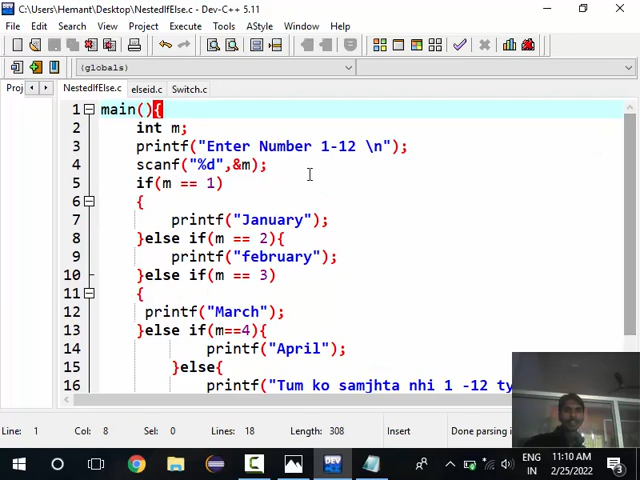 C:\Users\Hemant\Desktop\NestedIfElse.c - Dev-C++ 5.11
File Edit Search View Project Execute Tools AStyle Window Help
(globals)
Proj NestedIfElse.c elseid.c Switch.c
1 main(){
2 int m;
3 printf("Enter Number 1-12 \n");
4 scanf("%d",&m);
5 if(m == 1)
6 {
7 printf("January");
8 }else if(m == 2){
9 printf("february");
10 }else if(m == 3)
11 {
12 printf("March");
13 }else if(m==4){
14 printf("April");
15 }else{
16 printf("Tum ko samjhta nhi 1 -12 ty
Line: 1 Col: 8 Sel: 0 Lines: 18 Length: 308 Insert Done parsing i
DEV ENG 11:10 AM
IN 2/25/2022 3